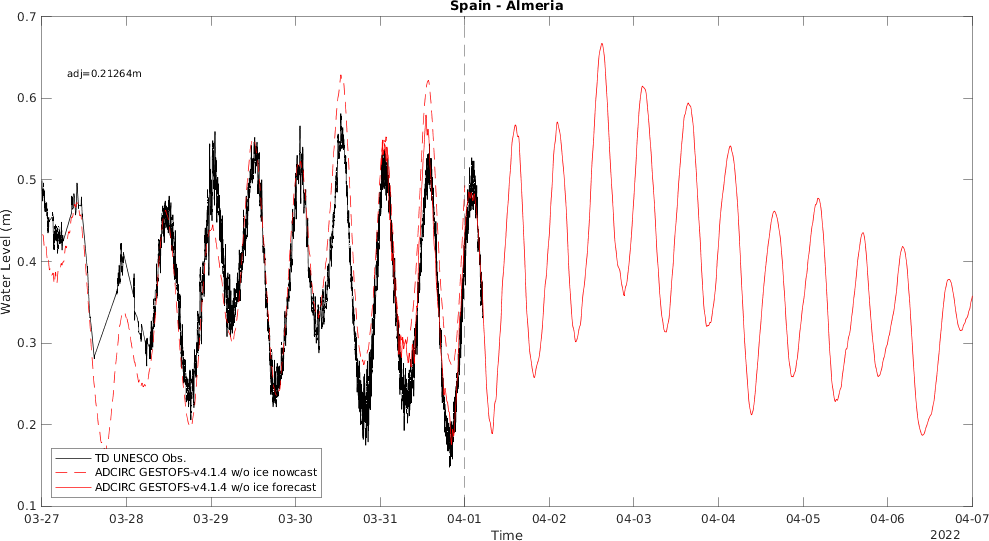 Spain - Almeria
adj=0.21264m
Water Level (m)
0.7
0.6
0.5
0.4
0.3
0.2
0.1
TD UNESCO Obs.
ADCIRC GESTOFS-v4.1.4 w/o ice nowcast
ADCIRC GESTOFS-v4.1.4 w/o ice forecast
03-27 03-28 03-29 03-30 03-31 04-01 04-02 04-03 04-04 04-05 04-06 04-07
Time
2022